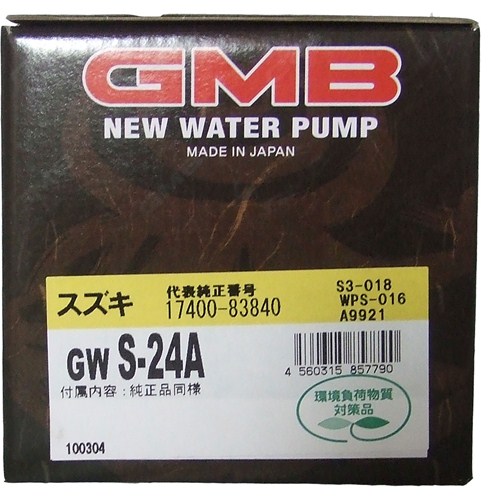 GMB
NEW WATER PUMP
MADE IN JAPAN
スズキ
代表純正番号
17400-83840
S3-018
WPS-016
A9921
GW S-24A
付属内容:純正品同様
4 560315 857790
環境負荷物質
対策品
100304